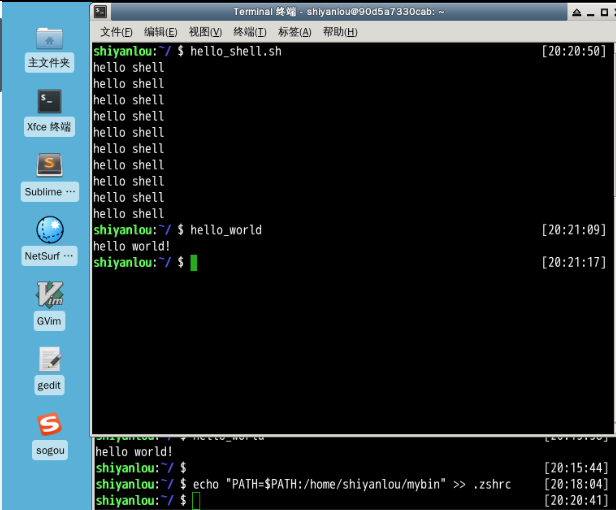 Terminal 终端 - shiyanlou@90d5a7330cab: ~
文件(F) 编辑(E) 视图(V) 终端(T) 标签(A) 帮助(H)
shiyanlou:~/ $ hello_shell.sh [20:20:50]
hello shell
hello shell
hello shell
hello shell
hello shell
hello shell
hello shell
hello shell
hello shell
hello shell
shiyanlou:~/ $ hello_world [20:21:09]
hello world!
shiyanlou:~/ $ [20:21:17]
hello world!
shiyanlou:~/ $ [20:15:44]
shiyanlou:~/ $ echo "PATH=$PATH:/home/shiyanlou/mybin" >> .zshrc [20:18:04]
shiyanlou:~/ $ [20:20:41]
主文件夹
$_
Xfce 终端
S
Sublime ···
NetSurf ···
Vim
GVim
gedit
S
sogou